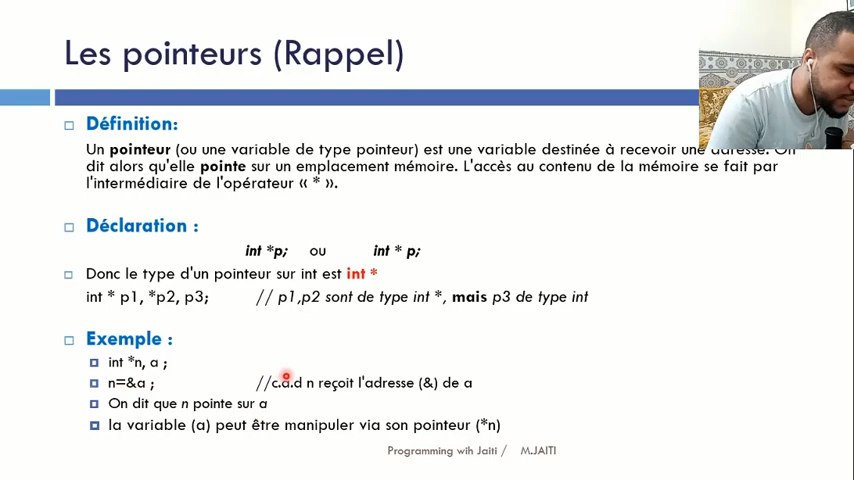 Les pointeurs (Rappel)
Définition:
Un pointeur (ou une variable de type pointeur) est une variable destinée à recevoir une adresse. On
dit alors qu'elle pointe sur un emplacement mémoire. L'accès au contenu de la mémoire se fait par
l'intermédiaire de l'opérateur « * ».
Déclaration :
int *p; ou int * p;
Donc le type d'un pointeur sur int est int *
int * p1, *p2, p3; // p1,p2 sont de type int *, mais p3 de type int
Exemple :
int *n, a ;
n=&a ; //c.a.d n reçoit l'adresse (&) de a
On dit que n pointe sur a
la variable (a) peut être manipuler via son pointeur (*n)
Programming wih Jaiti / M.JAITI